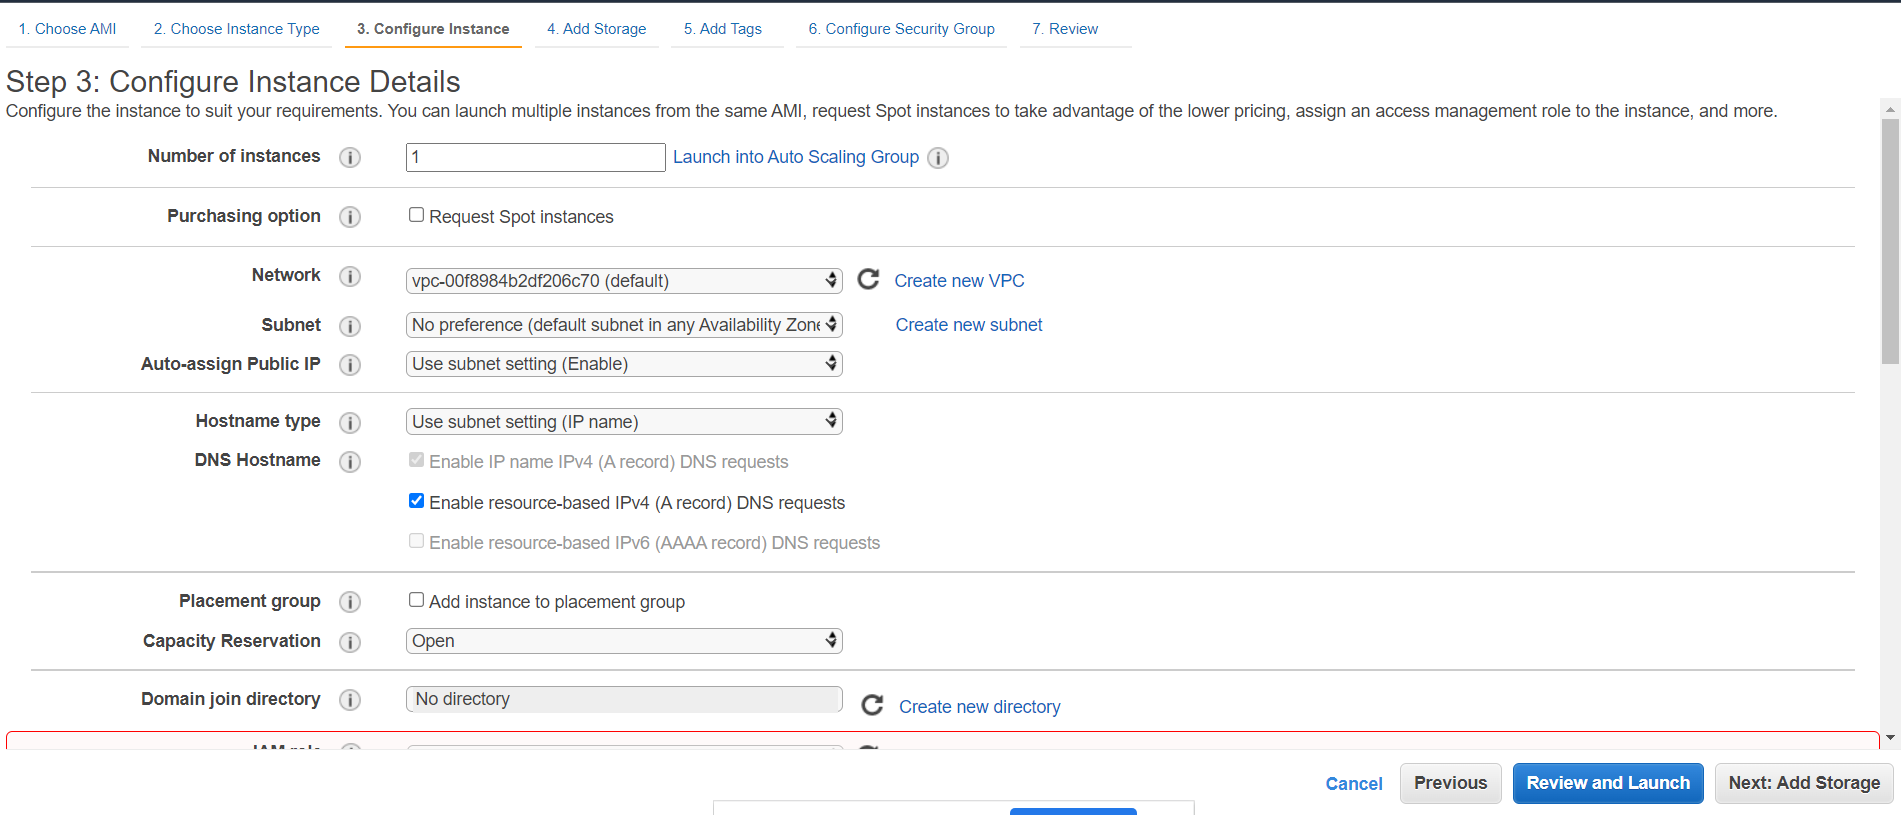 1. Choose AMI 2. Choose Instance Type 3. Configure Instance 4. Add Storage 5. Add Tags 6. Configure Security Group 7. Review
Step 3: Configure Instance Details
Configure the instance to suit your requirements. You can launch multiple instances from the same AMI, request Spot instances to take advantage of the lower pricing, assign an access management role to the instance, and more.
Number of instances 1 Launch into Auto Scaling Group
Purchasing option Request Spot instances
Network vpc-00f8984b2df206c70 (default) Create new VPC
Subnet No preference (default subnet in any Availability Zone Create new subnet
Auto-assign Public IP Use subnet setting (Enable)
Hostname type Use subnet setting (IP name)
DNS Hostname Enable IP name IPv4 (A record) DNS requests
Enable resource-based IPv4 (A record) DNS requests
Enable resource-based IPv6 (AAAA record) DNS requests
Placement group Add instance to placement group
Capacity Reservation Open
Domain join directory No directory Create new directory
IAM role
Cancel Previous Review and Launch Next: Add Storage